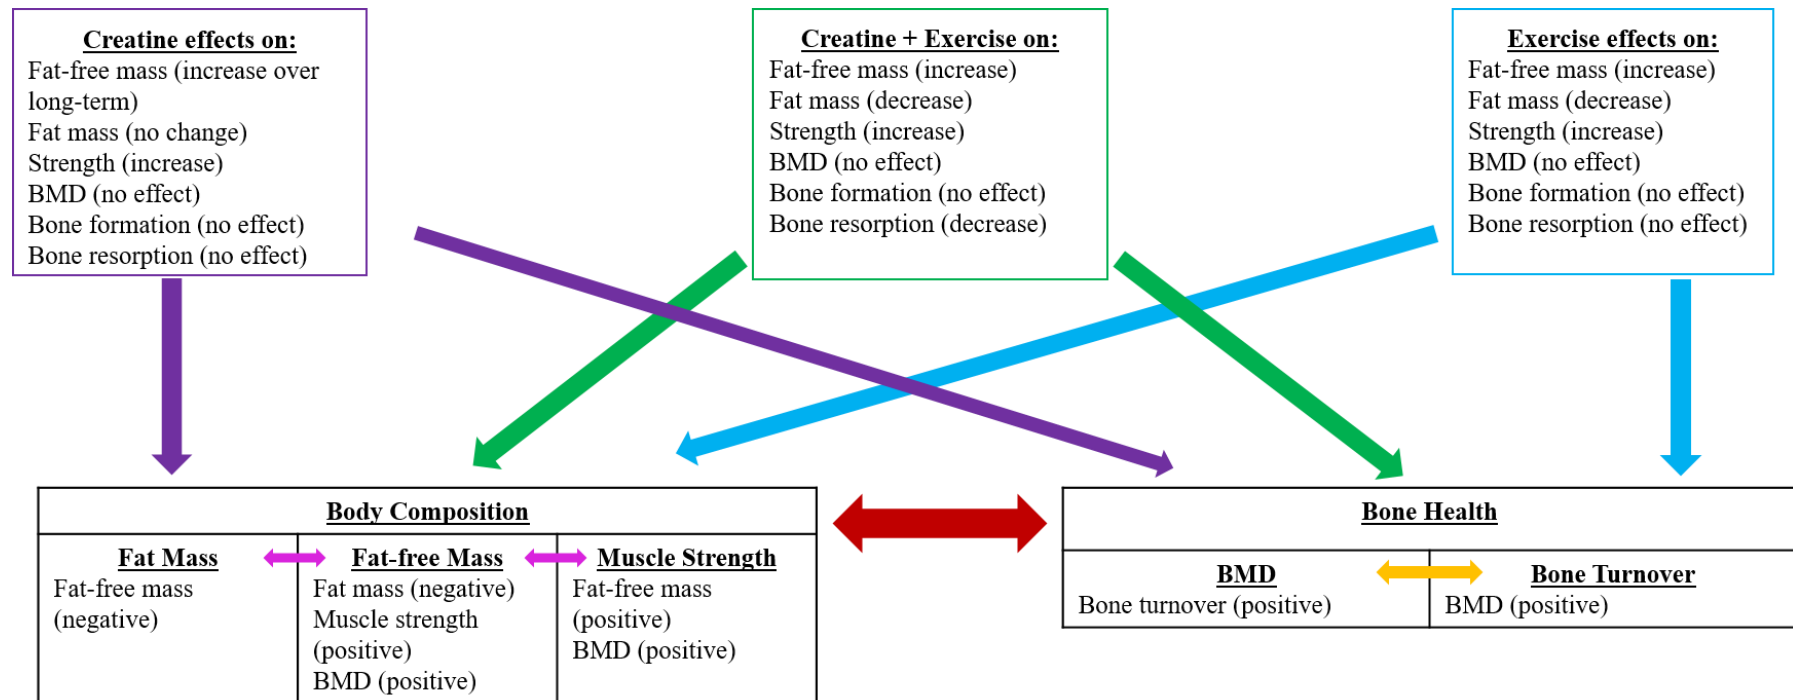 Creatine effects on:
Fat-free mass (increase over
long-term)
Fat mass (no change)
Strength (increase)
BMD (no effect)
Bone formation (no effect)
Bone resorption (no effect)
Creatine + Exercise on:
Fat-free mass (increase)
Fat mass (decrease)
Strength (increase)
BMD (no effect)
Bone formation (no effect)
Bone resorption (decrease)
Exercise effects on:
Fat-free mass (increase)
Fat mass (decrease)
Strength (increase)
BMD (no effect)
Bone formation (no effect)
Bone resorption (no effect)
Body Composition
Fat Mass
Fat-free mass
(negative)
Fat-free Mass
Fat mass (negative)
Muscle strength
(positive)
BMD (positive)
Muscle Strength
Fat-free mass
(positive)
BMD (positive)
Bone Health
BMD
Bone turnover (positive)
Bone Turnover
BMD (positive)